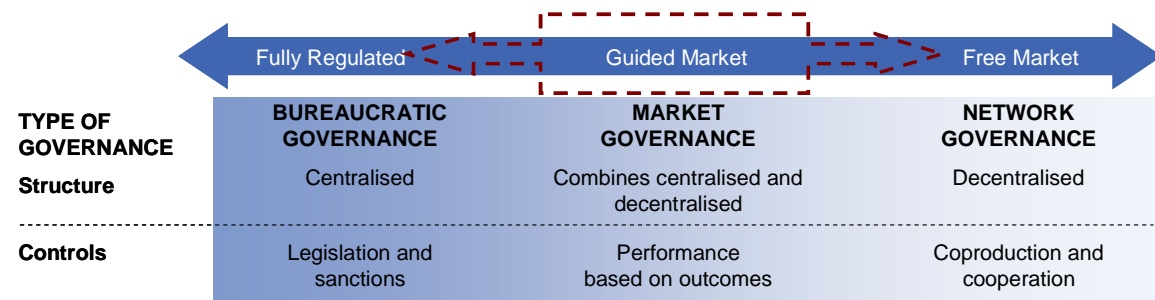 Fully Regulated Guided Market Free Market
TYPE OF GOVERNANCE
BUREAUCRATIC GOVERNANCE
MARKET GOVERNANCE
NETWORK GOVERNANCE
Structure
Centralised
Combines centralised and decentralised
Decentralised
Controls
Legislation and sanctions
Performance based on outcomes
Coproduction and cooperation